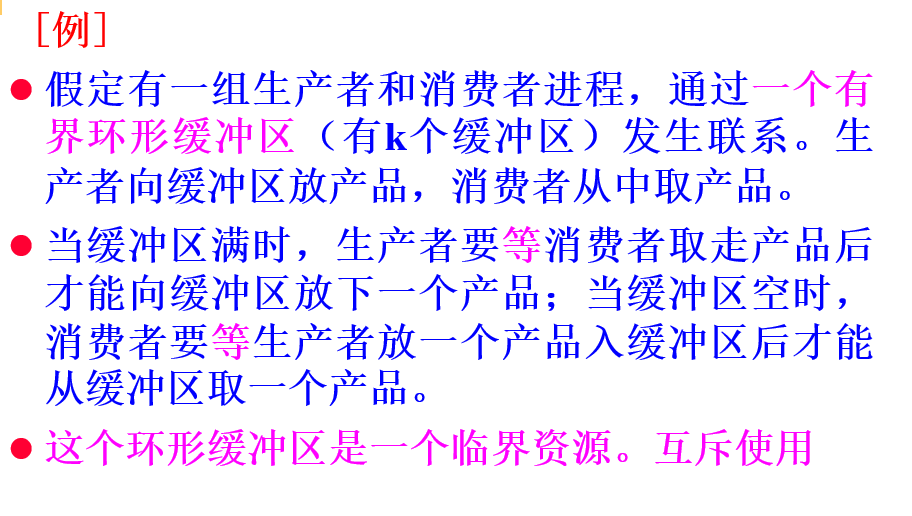 [例]
● 假定有一组生产者和消费者进程，通过一个有
界环形缓冲区（有k个缓冲区）发生联系。生
产者向缓冲区放产品，消费者从中取产品。
● 当缓冲区满时，生产者要等消费者取走产品后
才能向缓冲区放下一个产品；当缓冲区空时，
消费者要等生产者放一个产品入缓冲区后才能
从缓冲区取一个产品。
● 这个环形缓冲区是一个临界资源。互斥使用